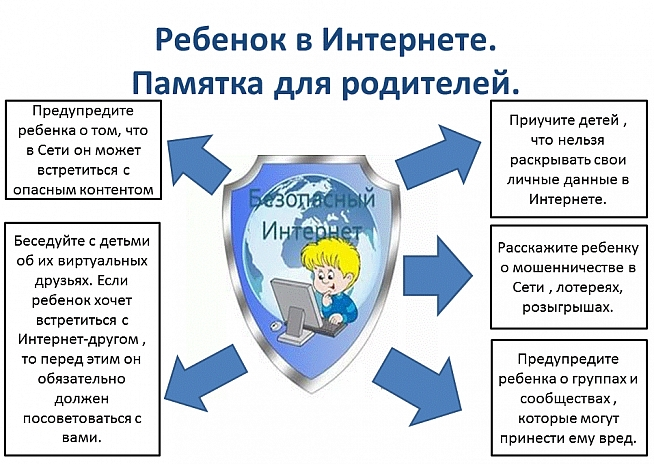 Ребенок в Интернете.
Памятка для родителей.
Предупредите
ребенка о том, что
в Сети он может
встретиться с
опасным контентом
Беседуйте с детьми
об их виртуальных
друзьях. Если
ребенок хочет
встретиться с
Интернет-другом ,
то перед этим он
обязательно
должен
посоветоваться с
вами.
Безопасный
Интернет
Приучите детей ,
что нельзя
раскрывать свои
личные данные в
Интернете.
Расскажите ребенку
о мошенничестве в
Сети , лотереях,
розыгрышах.
Предупредите
ребенка о группах и
сообществах ,
которые могут
принести ему вред.